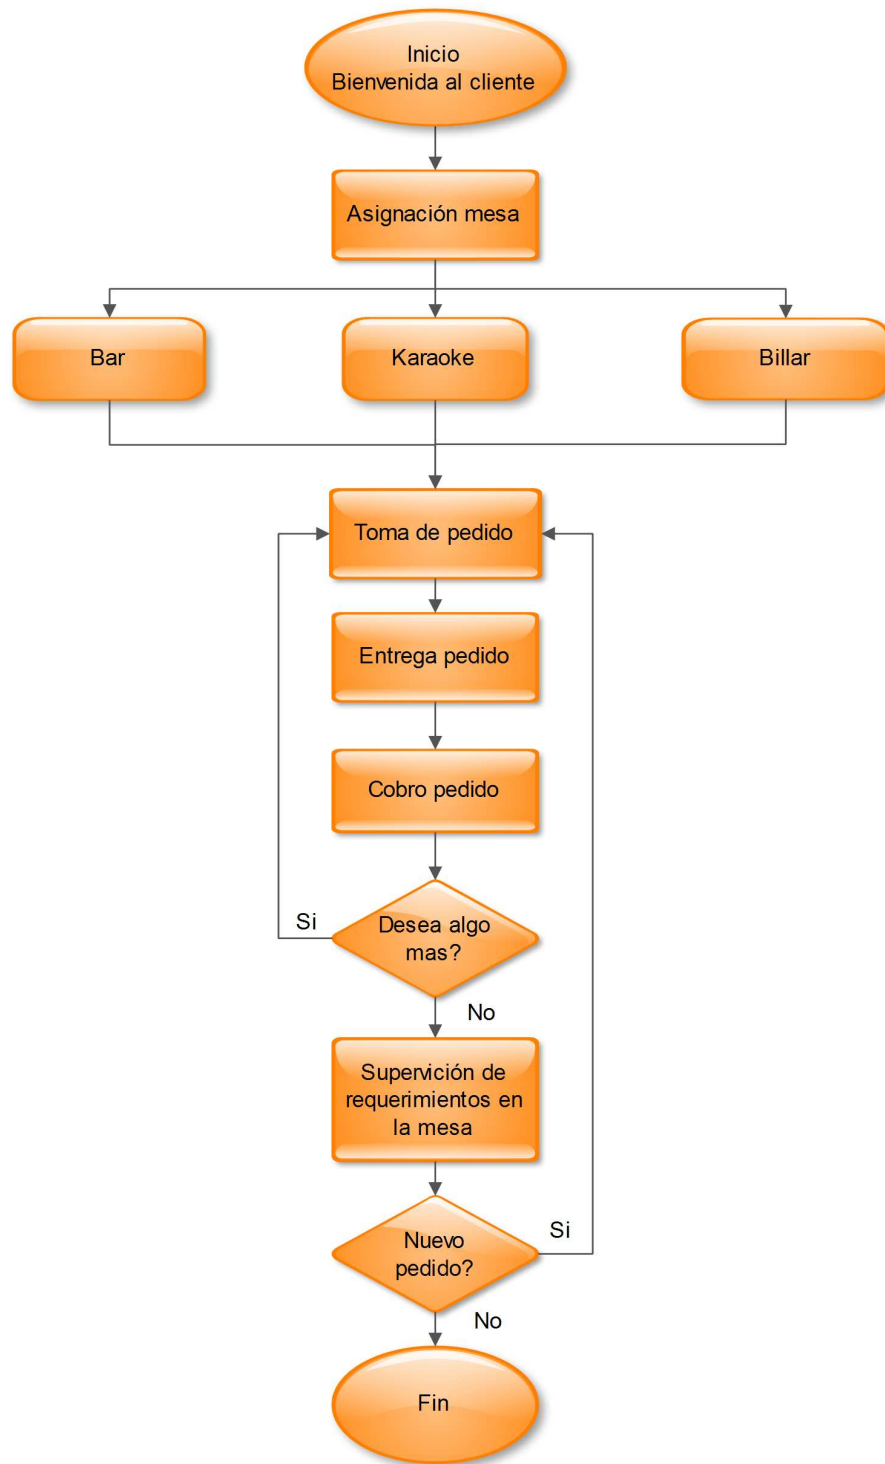 Inicio
Bienvenida al cliente
Asignación mesa
Bar
Karaoke
Billar
Toma de pedido
Entrega pedido
Cobro pedido
Si
Desea algo
mas?
No
Supervición de
requerimientos en
la mesa
Si
Nuevo
pedido?
No
Fin